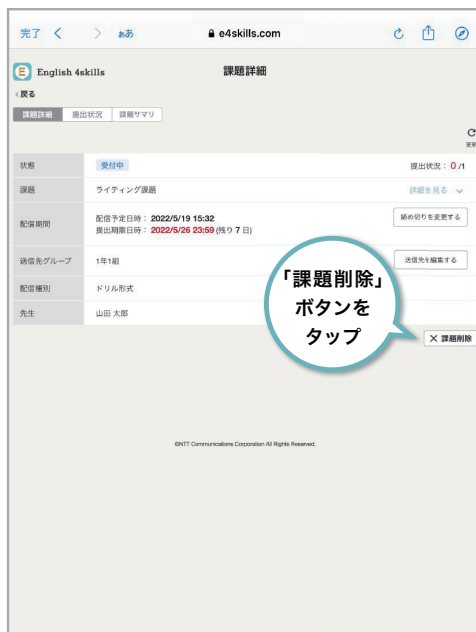 完了
ぁあ
e4skills.com
E English 4skills
課題詳細
‹戻る
課題詳細 提出状況 課題サマリ
更新
状態 受付中 提出状況：0 /1
課題 ライティング課題 詳細を見る
配信期間 配信予定日時： 2022/5/19 15:32
提出期限日時： 2022/5/26 23:59 (残り 7 日)
締め切りを変更する
送信先グループ 1年1組 送信先を編集する
配信種別 ドリル形式
先生 山田 太郎
「課題削除」
ボタンを
タップ
× 課題削除
©NTT Communications Corporation All Rights Reserved.